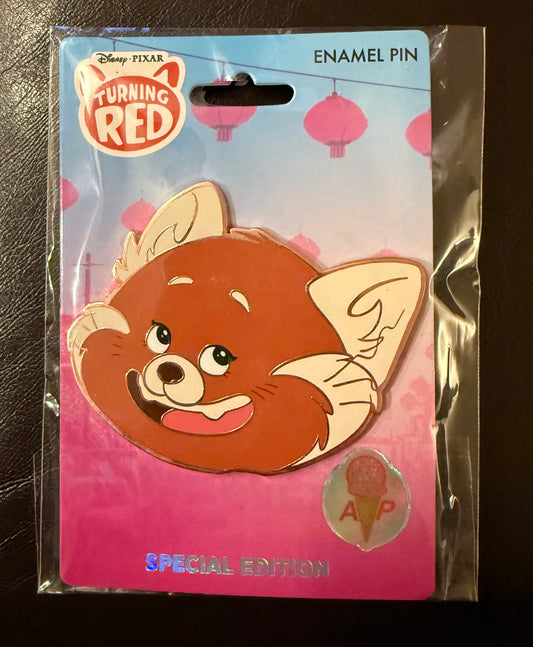 Disney · PIXAR
TURNING
RED
ENAMEL PIN
AP
SPECIAL EDITION